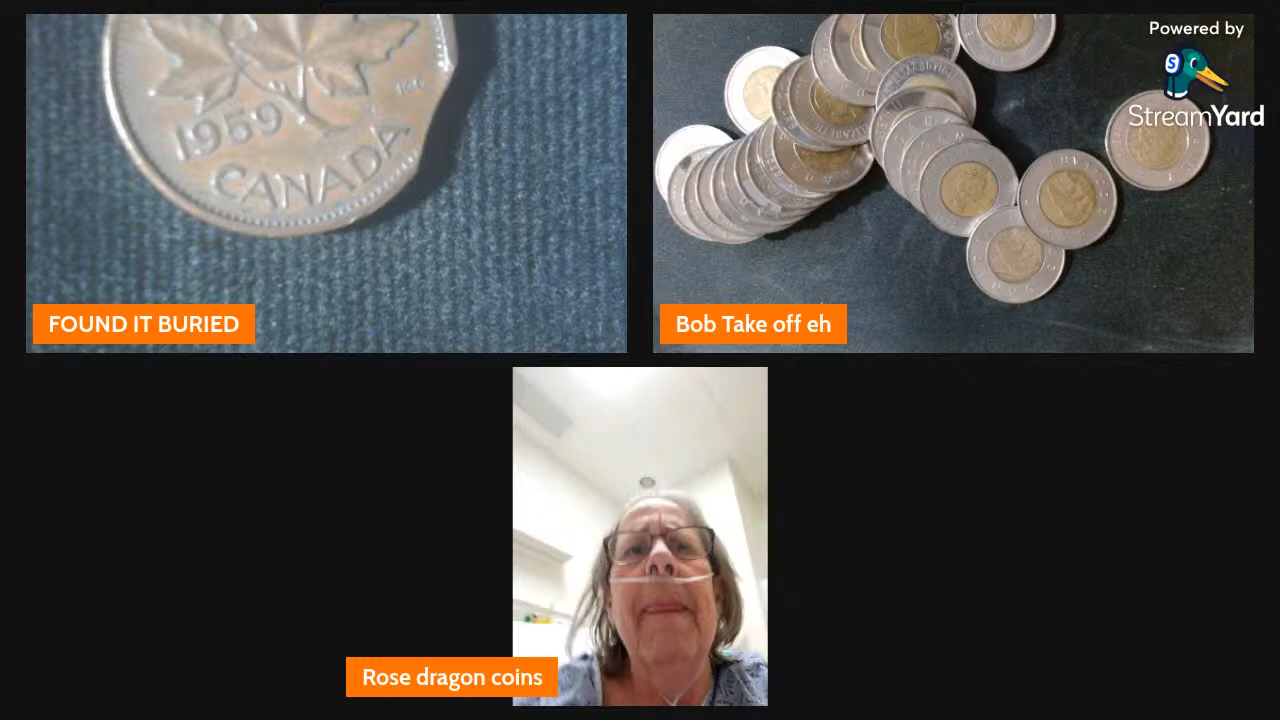 Powered by
StreamYard
1959
CANADA
FOUND IT BURIED
Bob Take off eh
Rose dragon coins